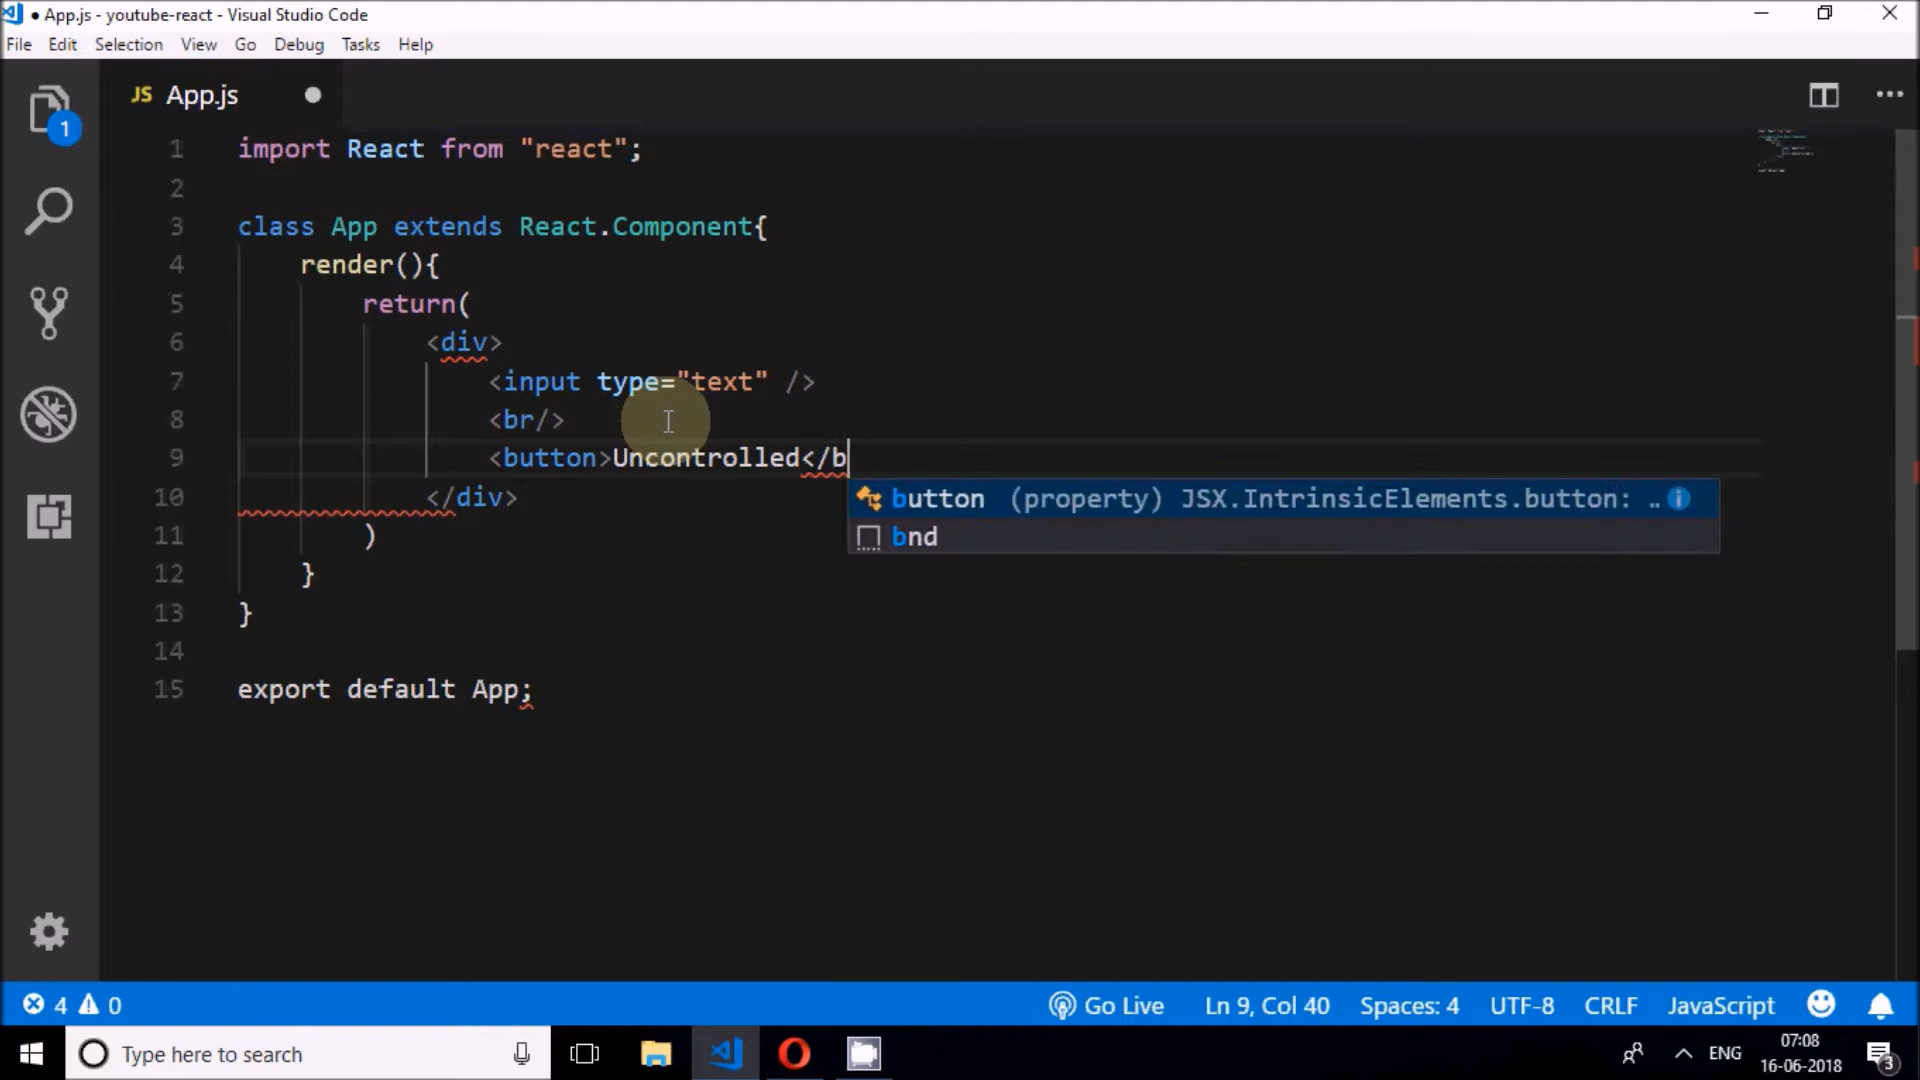 ● App.js - youtube-react - Visual Studio Code
File Edit Selection View Go Debug Tasks Help
1
JS App.js
1 import React from "react";
2
3 class App extends React.Component{
4     render(){
5         return(
6             <div>
7                 <input type="text" />
8                 <br/>
9                 <button>Uncontrolled</b
button (property) JSX.IntrinsicElements.button: ..
bnd
10             </div>
11         )
12     }
13 }
14
15 export default App;
4 0 Go Live Ln 9, Col 40 Spaces: 4 UTF-8 CRLF JavaScript
Type here to search ENG 07:08
16-06-2018
3